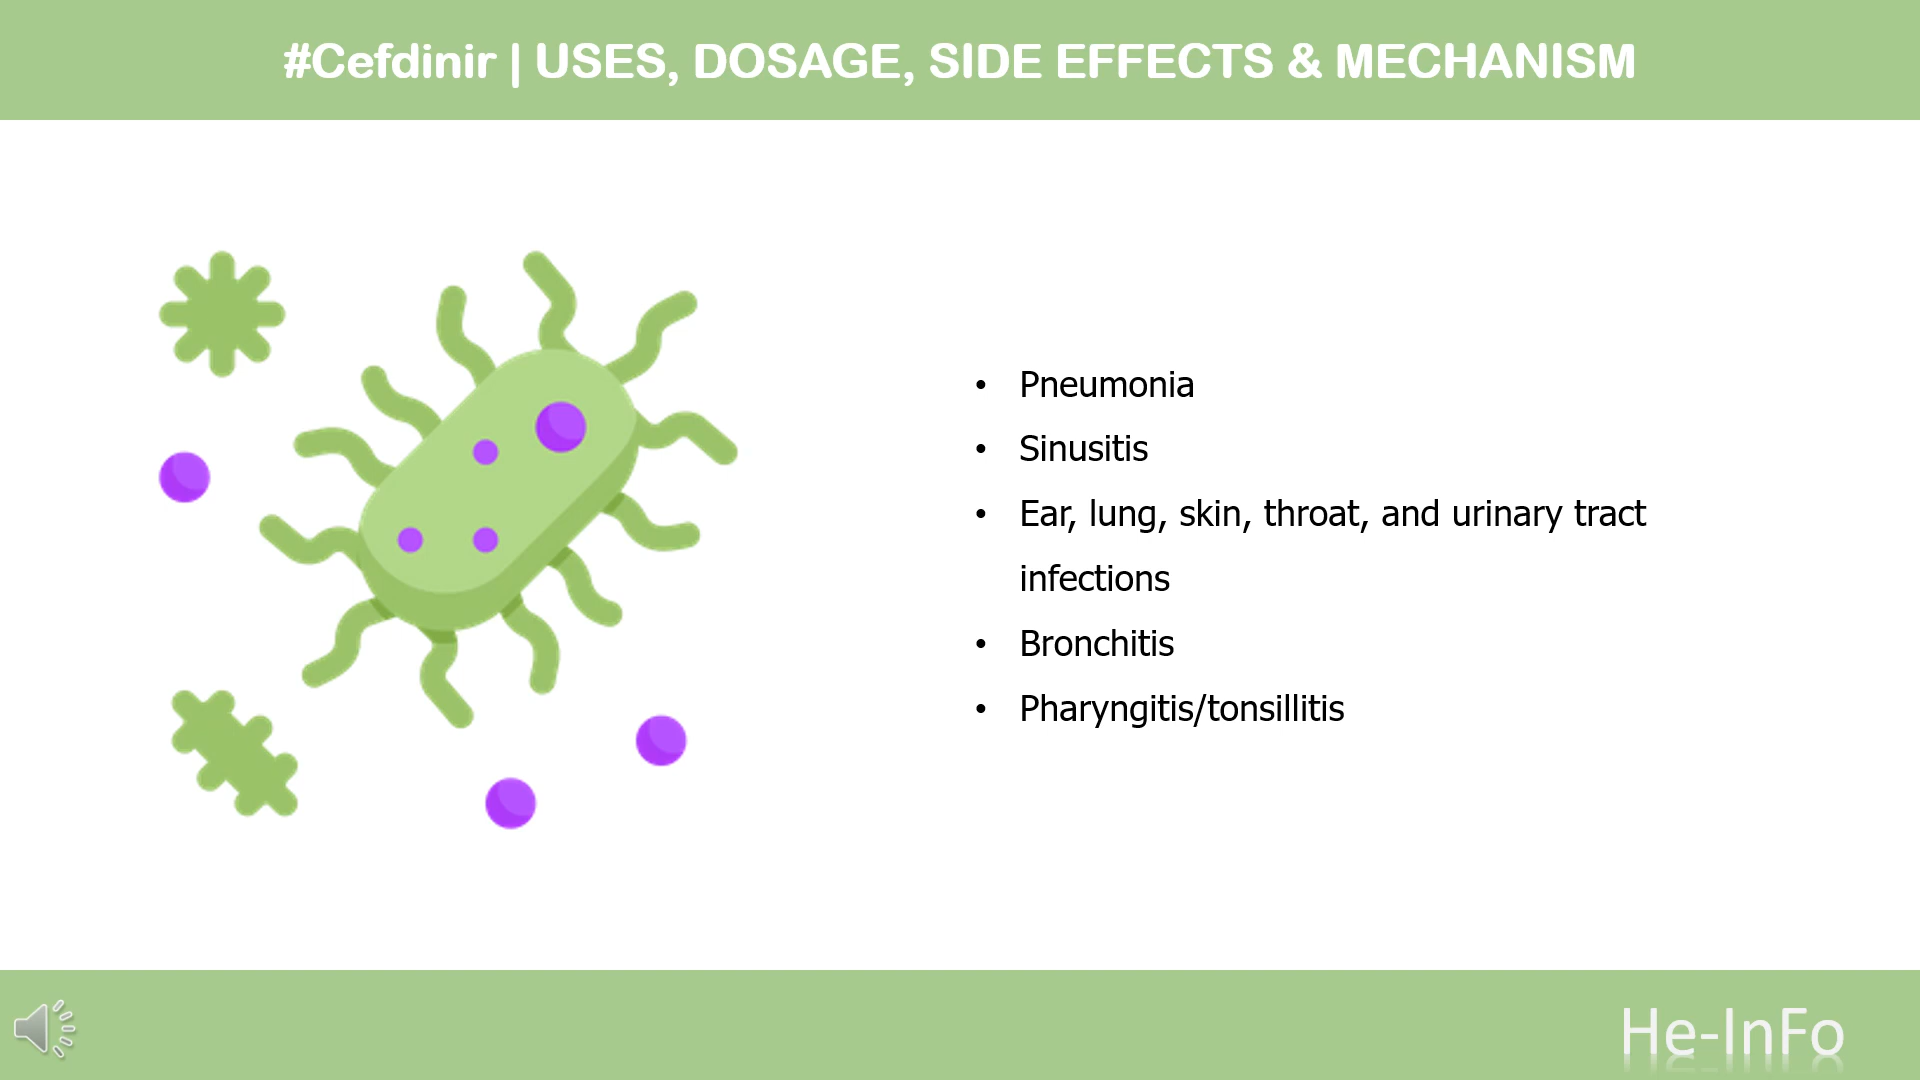 #Cefdinir | USES, DOSAGE, SIDE EFFECTS & MECHANISM
• Pneumonia
• Sinusitis
• Ear, lung, skin, throat, and urinary tract
infections
• Bronchitis
• Pharyngitis/tonsillitis
He-InFo